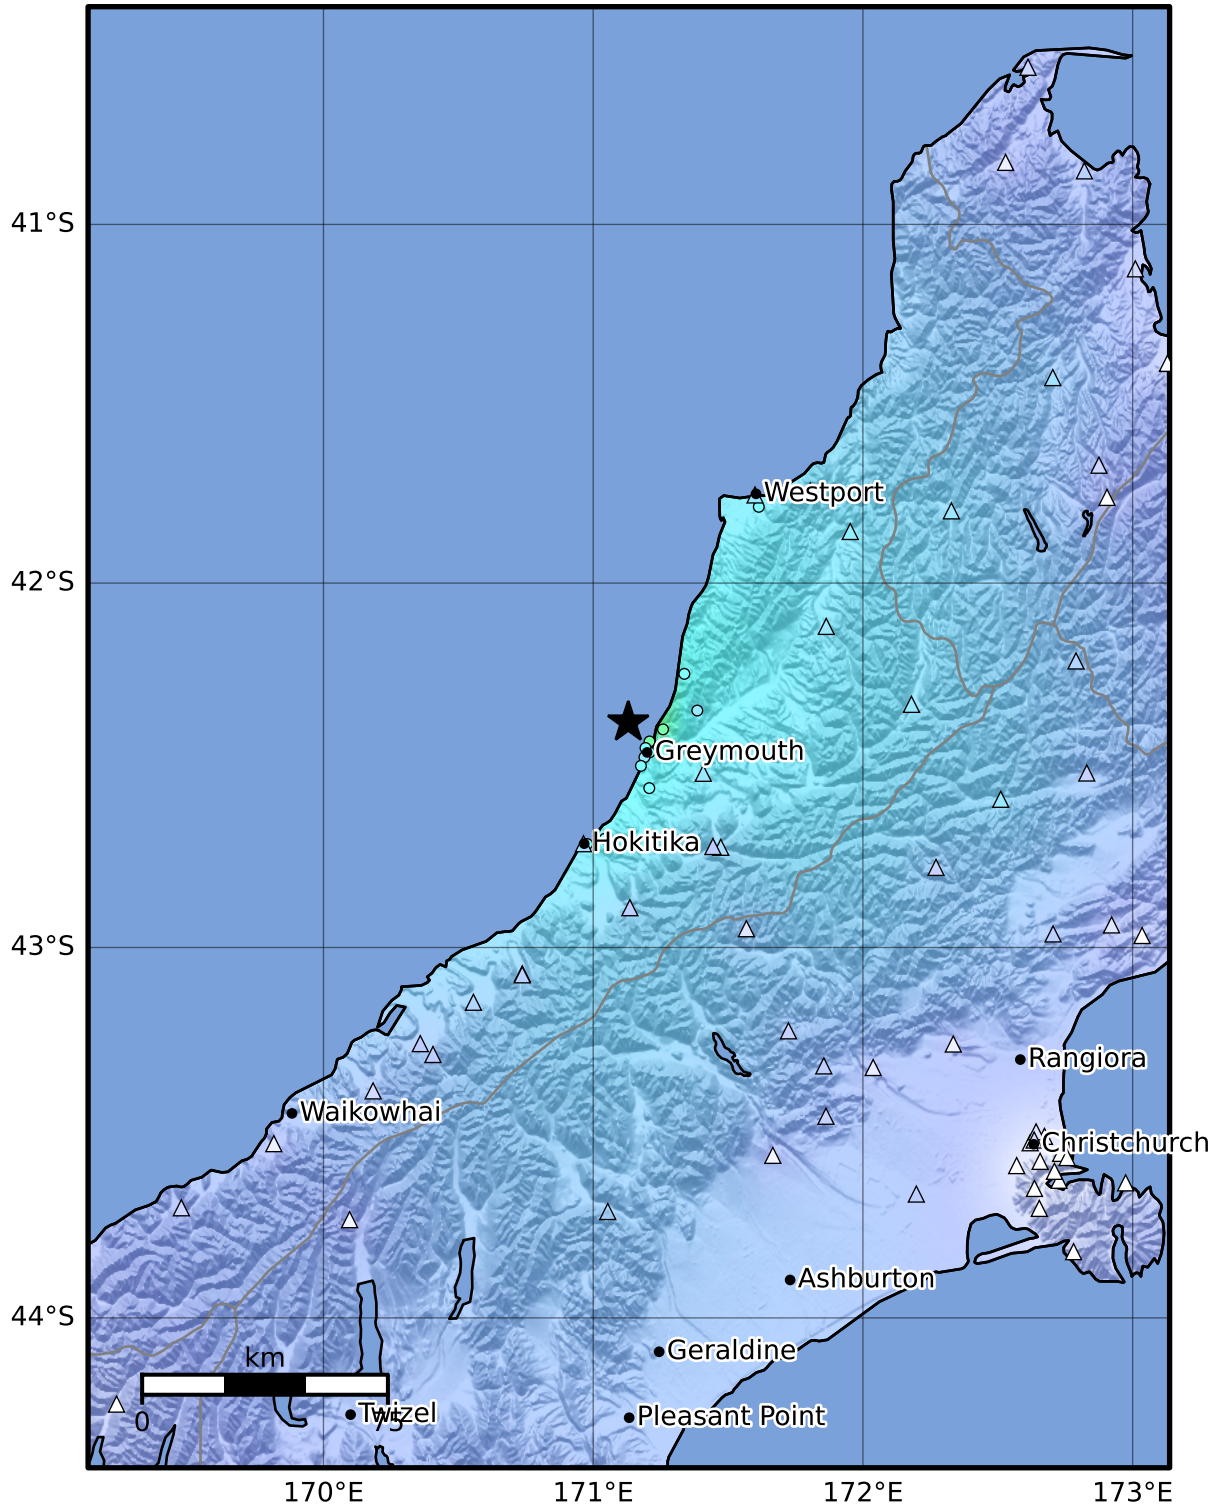 41°S
Westport
42°S
Greymouth
Hokitika
43°S
Rangiora
Waikowhai
Christchurch
Ashburton
44°S
Geraldine
km
Twizel
0
75
Pleasant Point
170°E
171°E
172°E
173°E